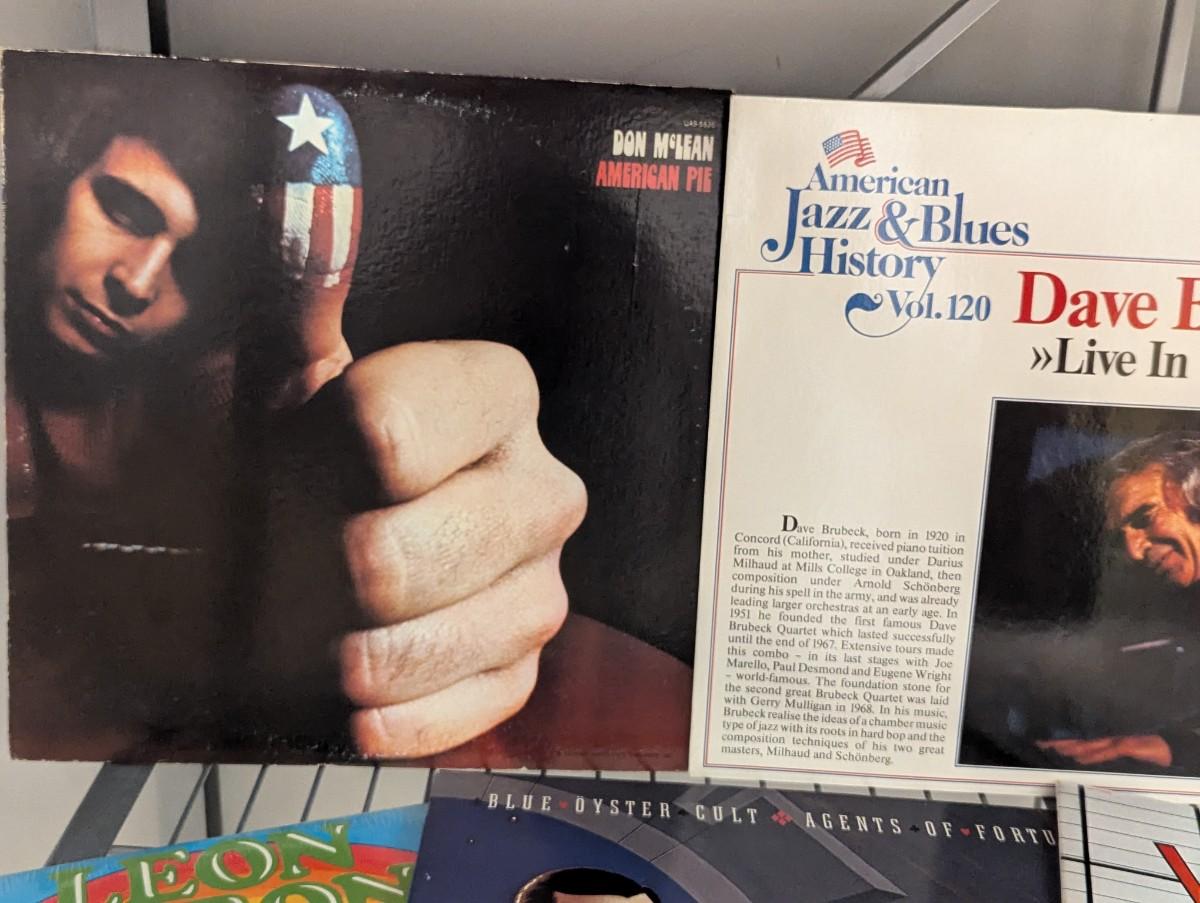 UAS-5535
DON McLEAN
AMERICAN PIE
American
Jazz & Blues
History
Vol. 120
Dave B
»Live In
Dave Brubeck, born in 1920 in
Concord (California), received piano tuition
from his mother, studied under Darius
Milhaud at Mills College in Oakland, then
composition under Arnold Schönberg
during his spell in the army, and was already
leading larger orchestras at an early age. In
1951 he founded the first famous Dave
Brubeck Quartet which lasted successfully
until the end of 1967. Extensive tours made
this combo – in its last stages with Joe
Marello, Paul Desmond and Eugene Wright
– world-famous. The foundation stone for
the second great Brubeck Quartet was laid
with Gerry Mulligan in 1968. In his music,
Brubeck realise the ideas of a chamber music
type of jazz with its roots in hard bop and the
composition techniques of his two great
masters, Milhaud and Schönberg.
BLUE ÖYSTER CULT AGENTS OF FORTU
LEON